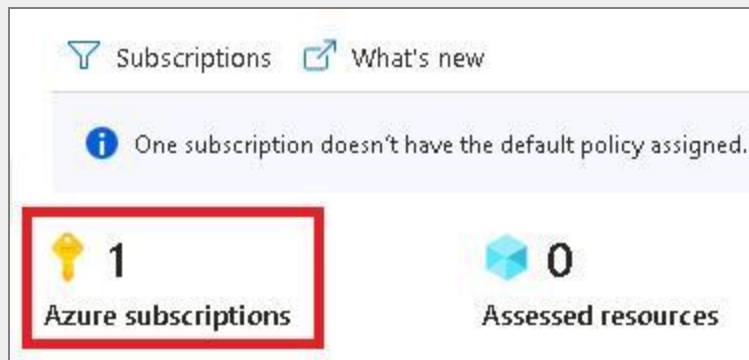 Subscriptions What's new
One subscription doesn't have the default policy assigned.
1 0
Azure subscriptions Assessed resources